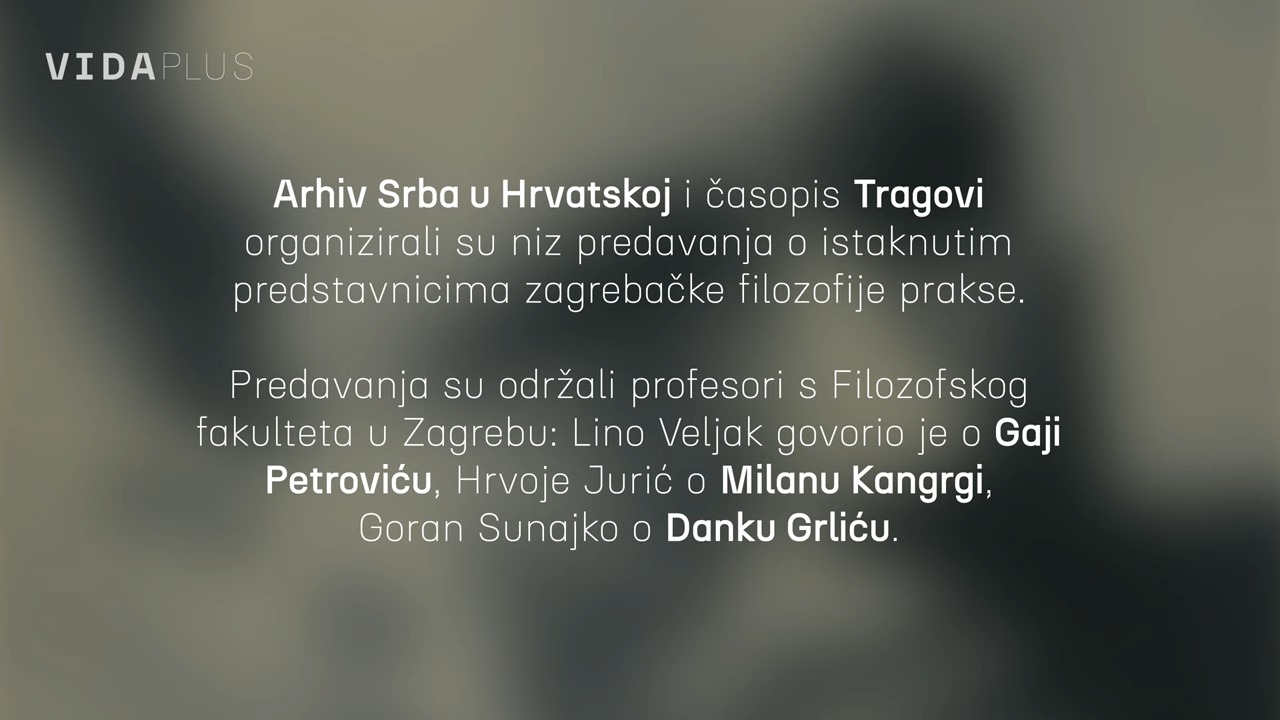 VIDAPLUS
Arhiv Srba u Hrvatskoj i časopis Tragovi
organizirali su niz predavanja o istaknutim
predstavnicima zagrebačke filozofije prakse.
Predavanja su održali profesori s Filozofskog
fakulteta u Zagrebu: Lino Veljak govorio je o Gaji
Petroviću, Hrvoje Jurić o Milanu Kangrgi,
Goran Sunajko o Danku Grliću.